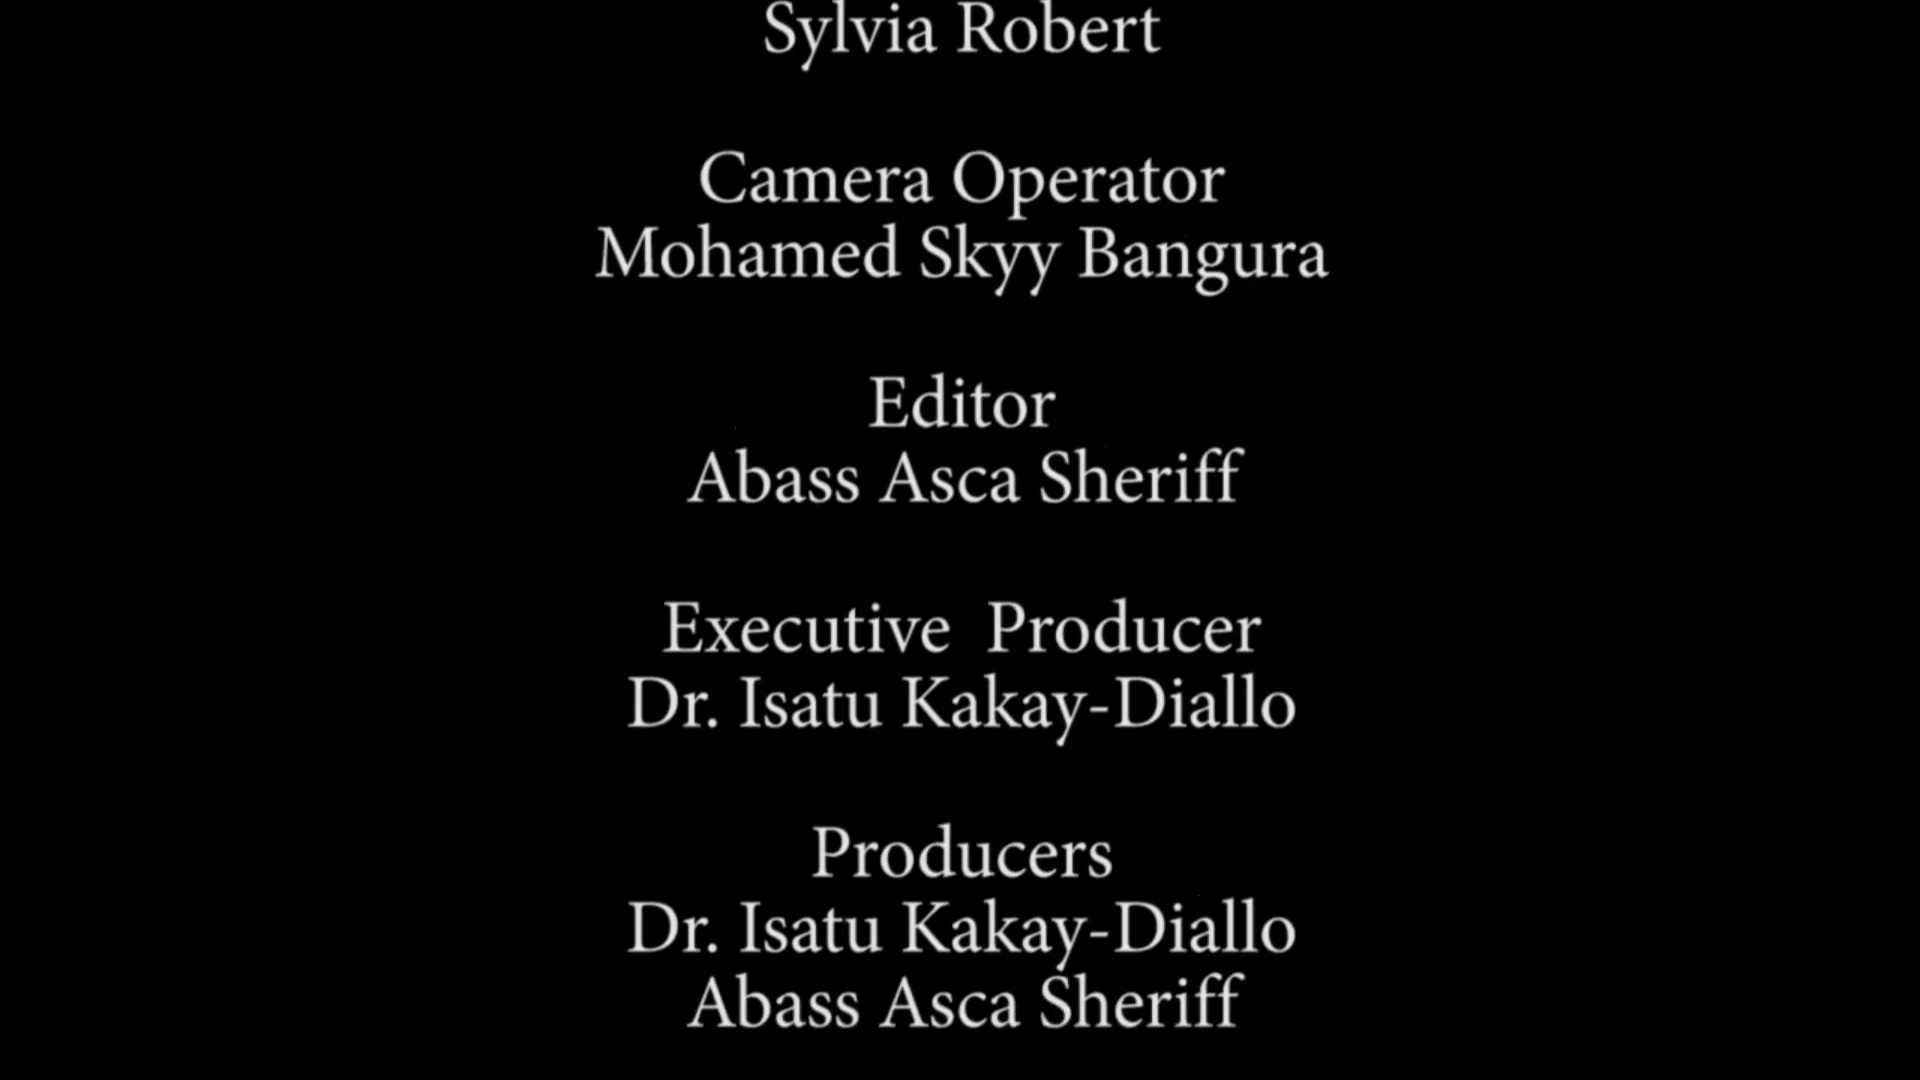 Sylvia Robert
Camera Operator
Mohamed Skyy Bangura
Editor
Abass Asca Sheriff
Executive  Producer
Dr. Isatu Kakay-Diallo
Producers
Dr. Isatu Kakay-Diallo
Abass Asca Sheriff